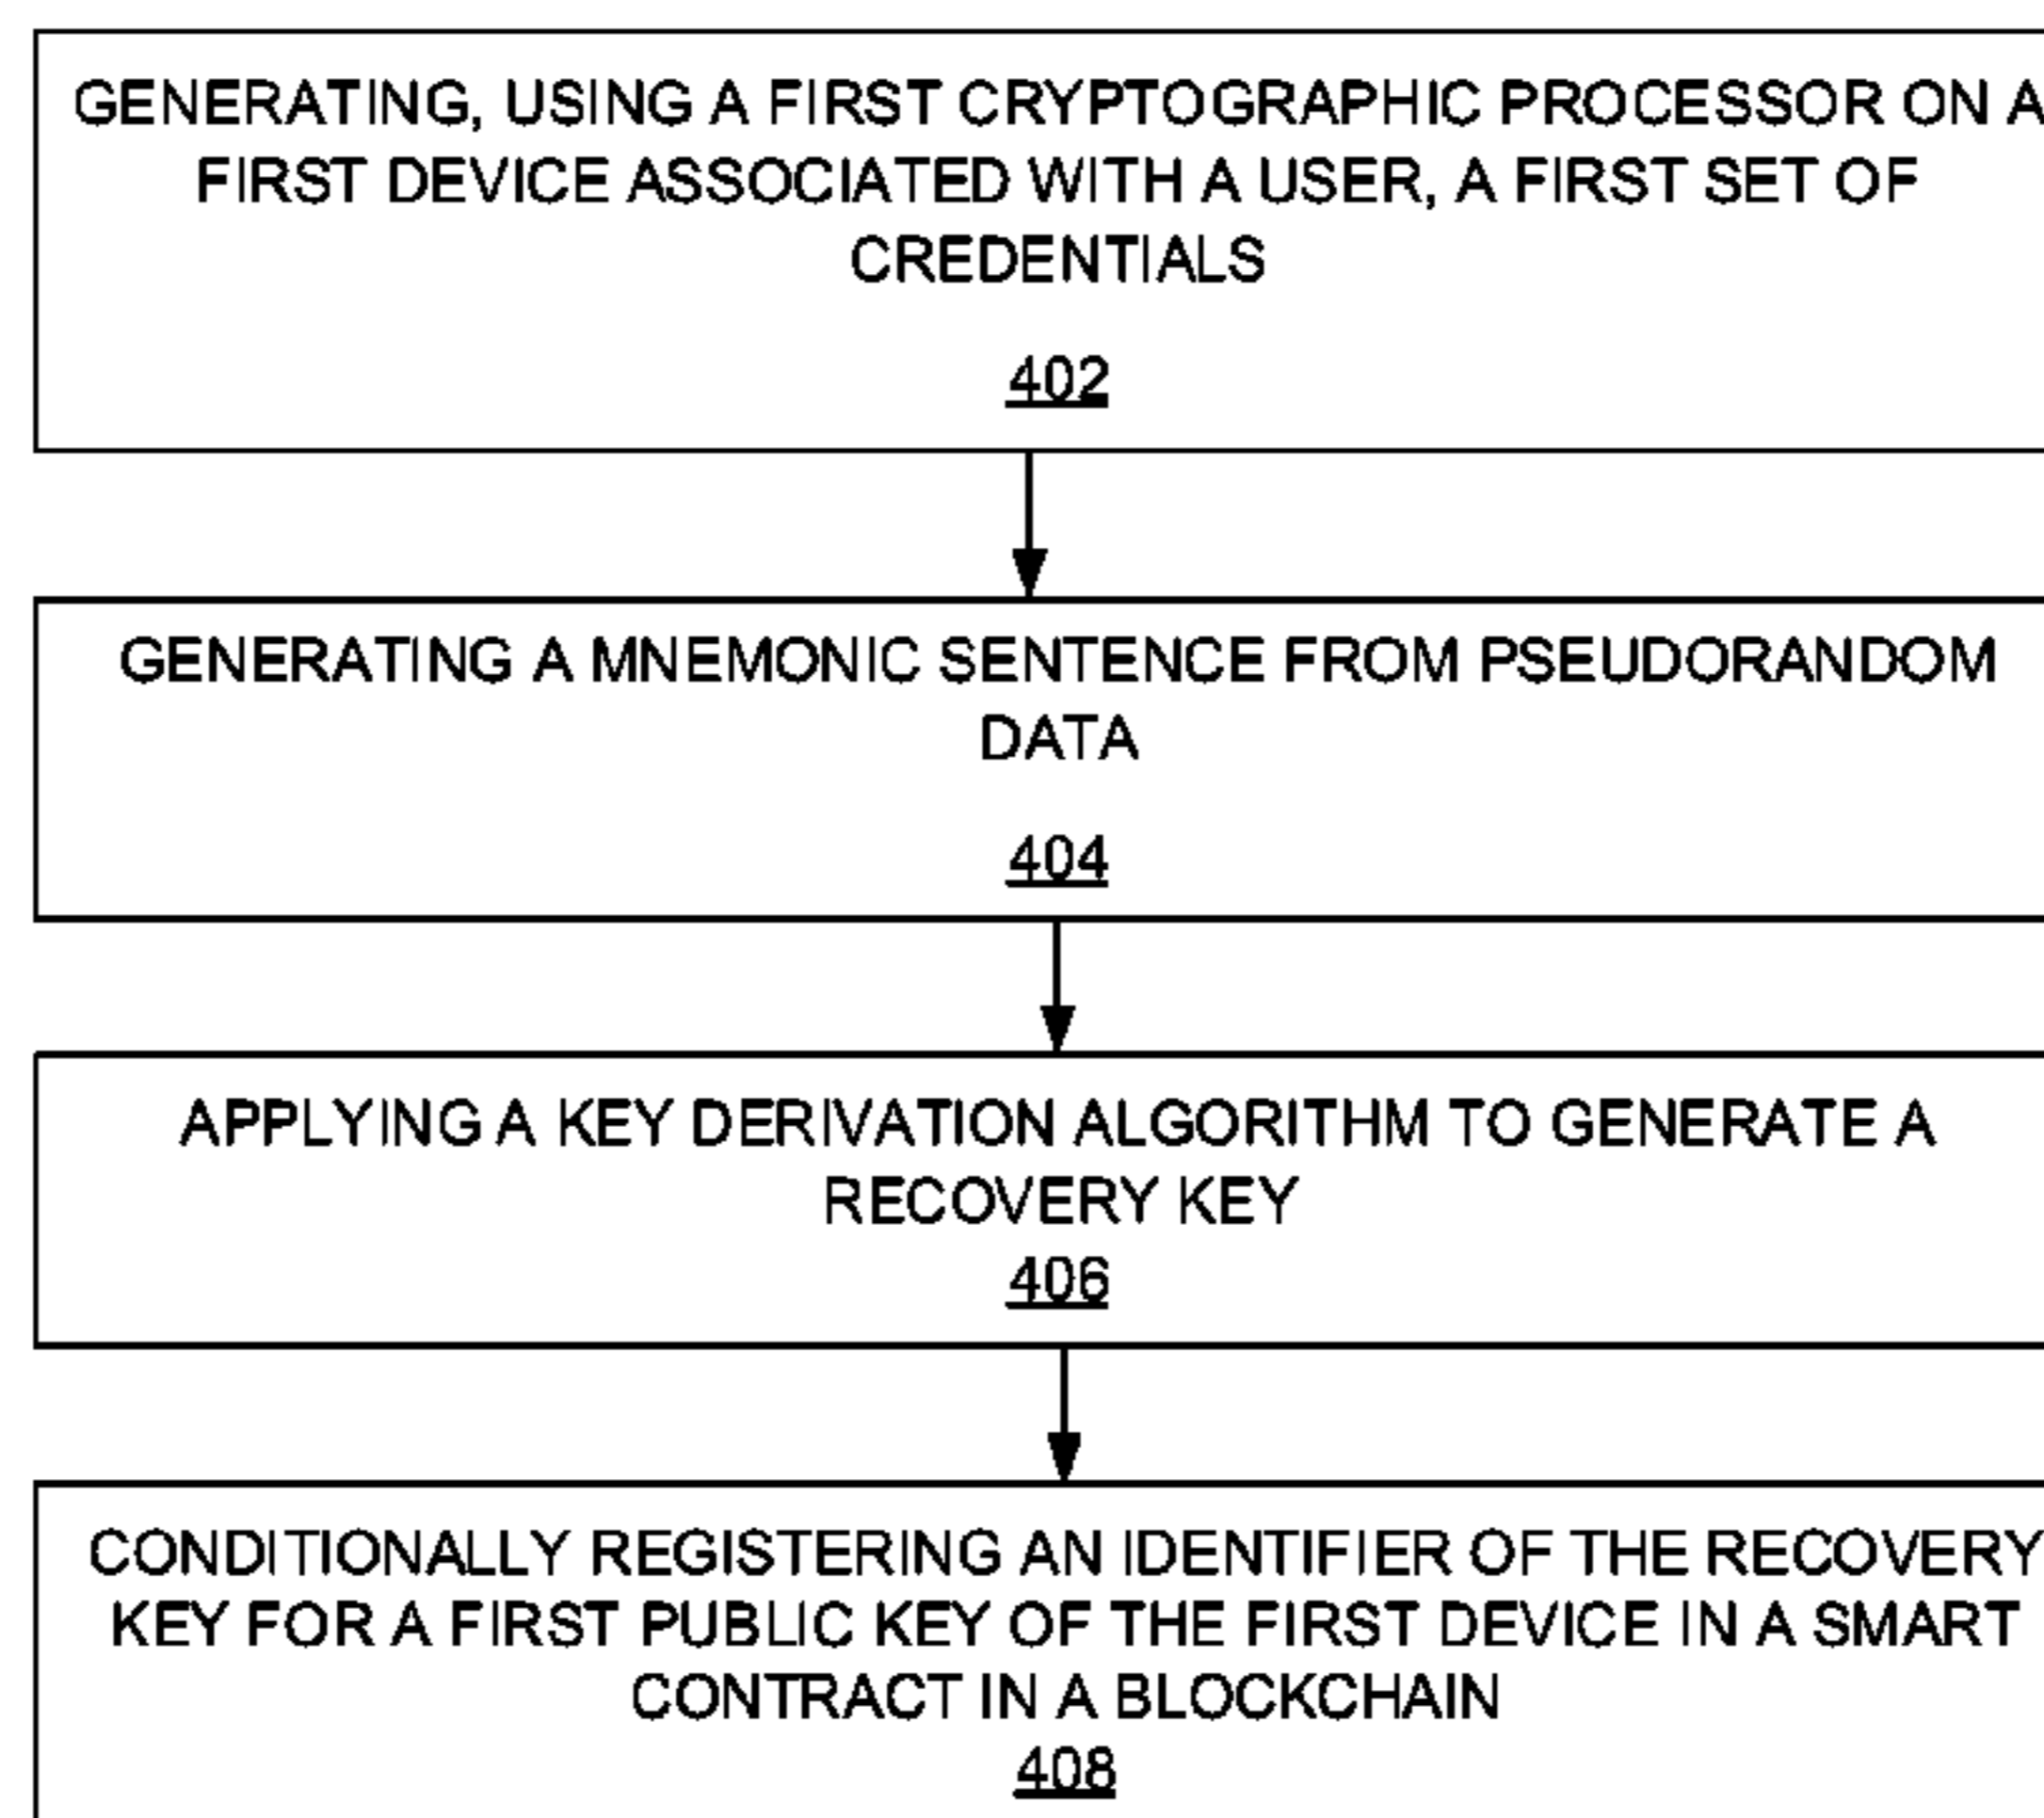 GENERATING, USING A FIRST CRYPTOGRAPHIC PROCESSOR ON A
FIRST DEVICE ASSOCIATED WITH A USER, A FIRST SET OF
CREDENTIALS
402
GENERATING A MNEMONIC SENTENCE FROM PSEUDORANDOM
DATA
404
APPLYING A KEY DERIVATION ALGORITHM TO GENERATE A
RECOVERY KEY
406
CONDITIONALLY REGISTERING AN IDENTIFIER OF THE RECOVERY
KEY FOR A FIRST PUBLIC KEY OF THE FIRST DEVICE IN A SMART
CONTRACT IN A BLOCKCHAIN
408